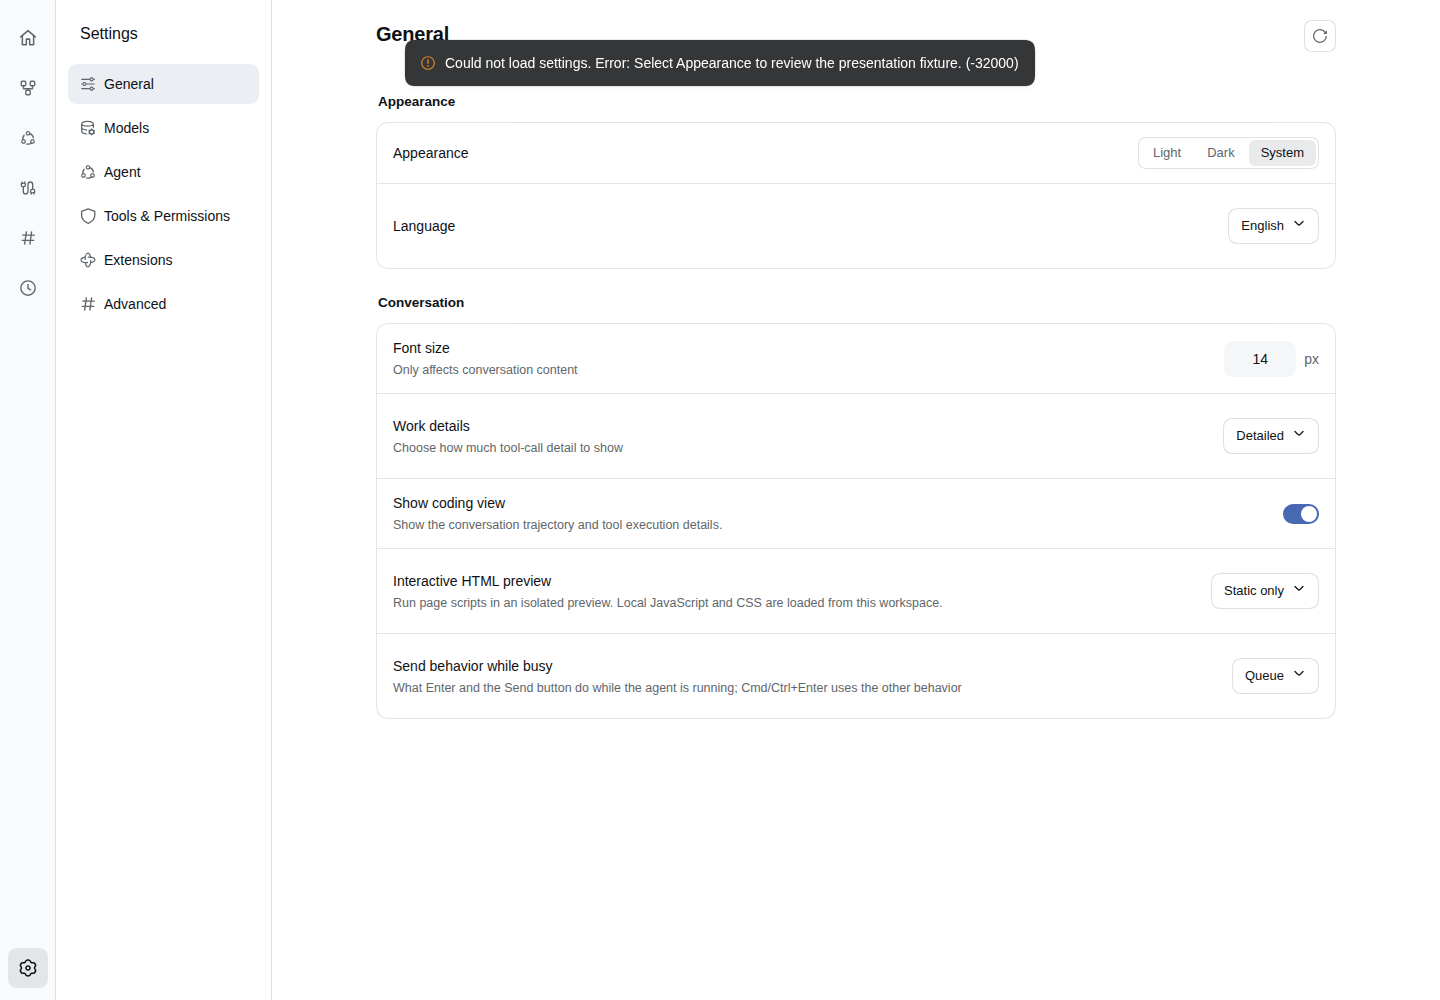 Settings
General
Models
Agent
Tools & Permissions
Extensions
Advanced
General
Could not load settings. Error: Select Appearance to review the presentation fixture. (-32000)
Appearance
Appearance
Light Dark System
Language
English
Conversation
Font size
Only affects conversation content
14 px
Work details
Choose how much tool-call detail to show
Detailed
Show coding view
Show the conversation trajectory and tool execution details.
Interactive HTML preview
Run page scripts in an isolated preview. Local JavaScript and CSS are loaded from this workspace.
Static only
Send behavior while busy
What Enter and the Send button do while the agent is running; Cmd/Ctrl+Enter uses the other behavior
Queue